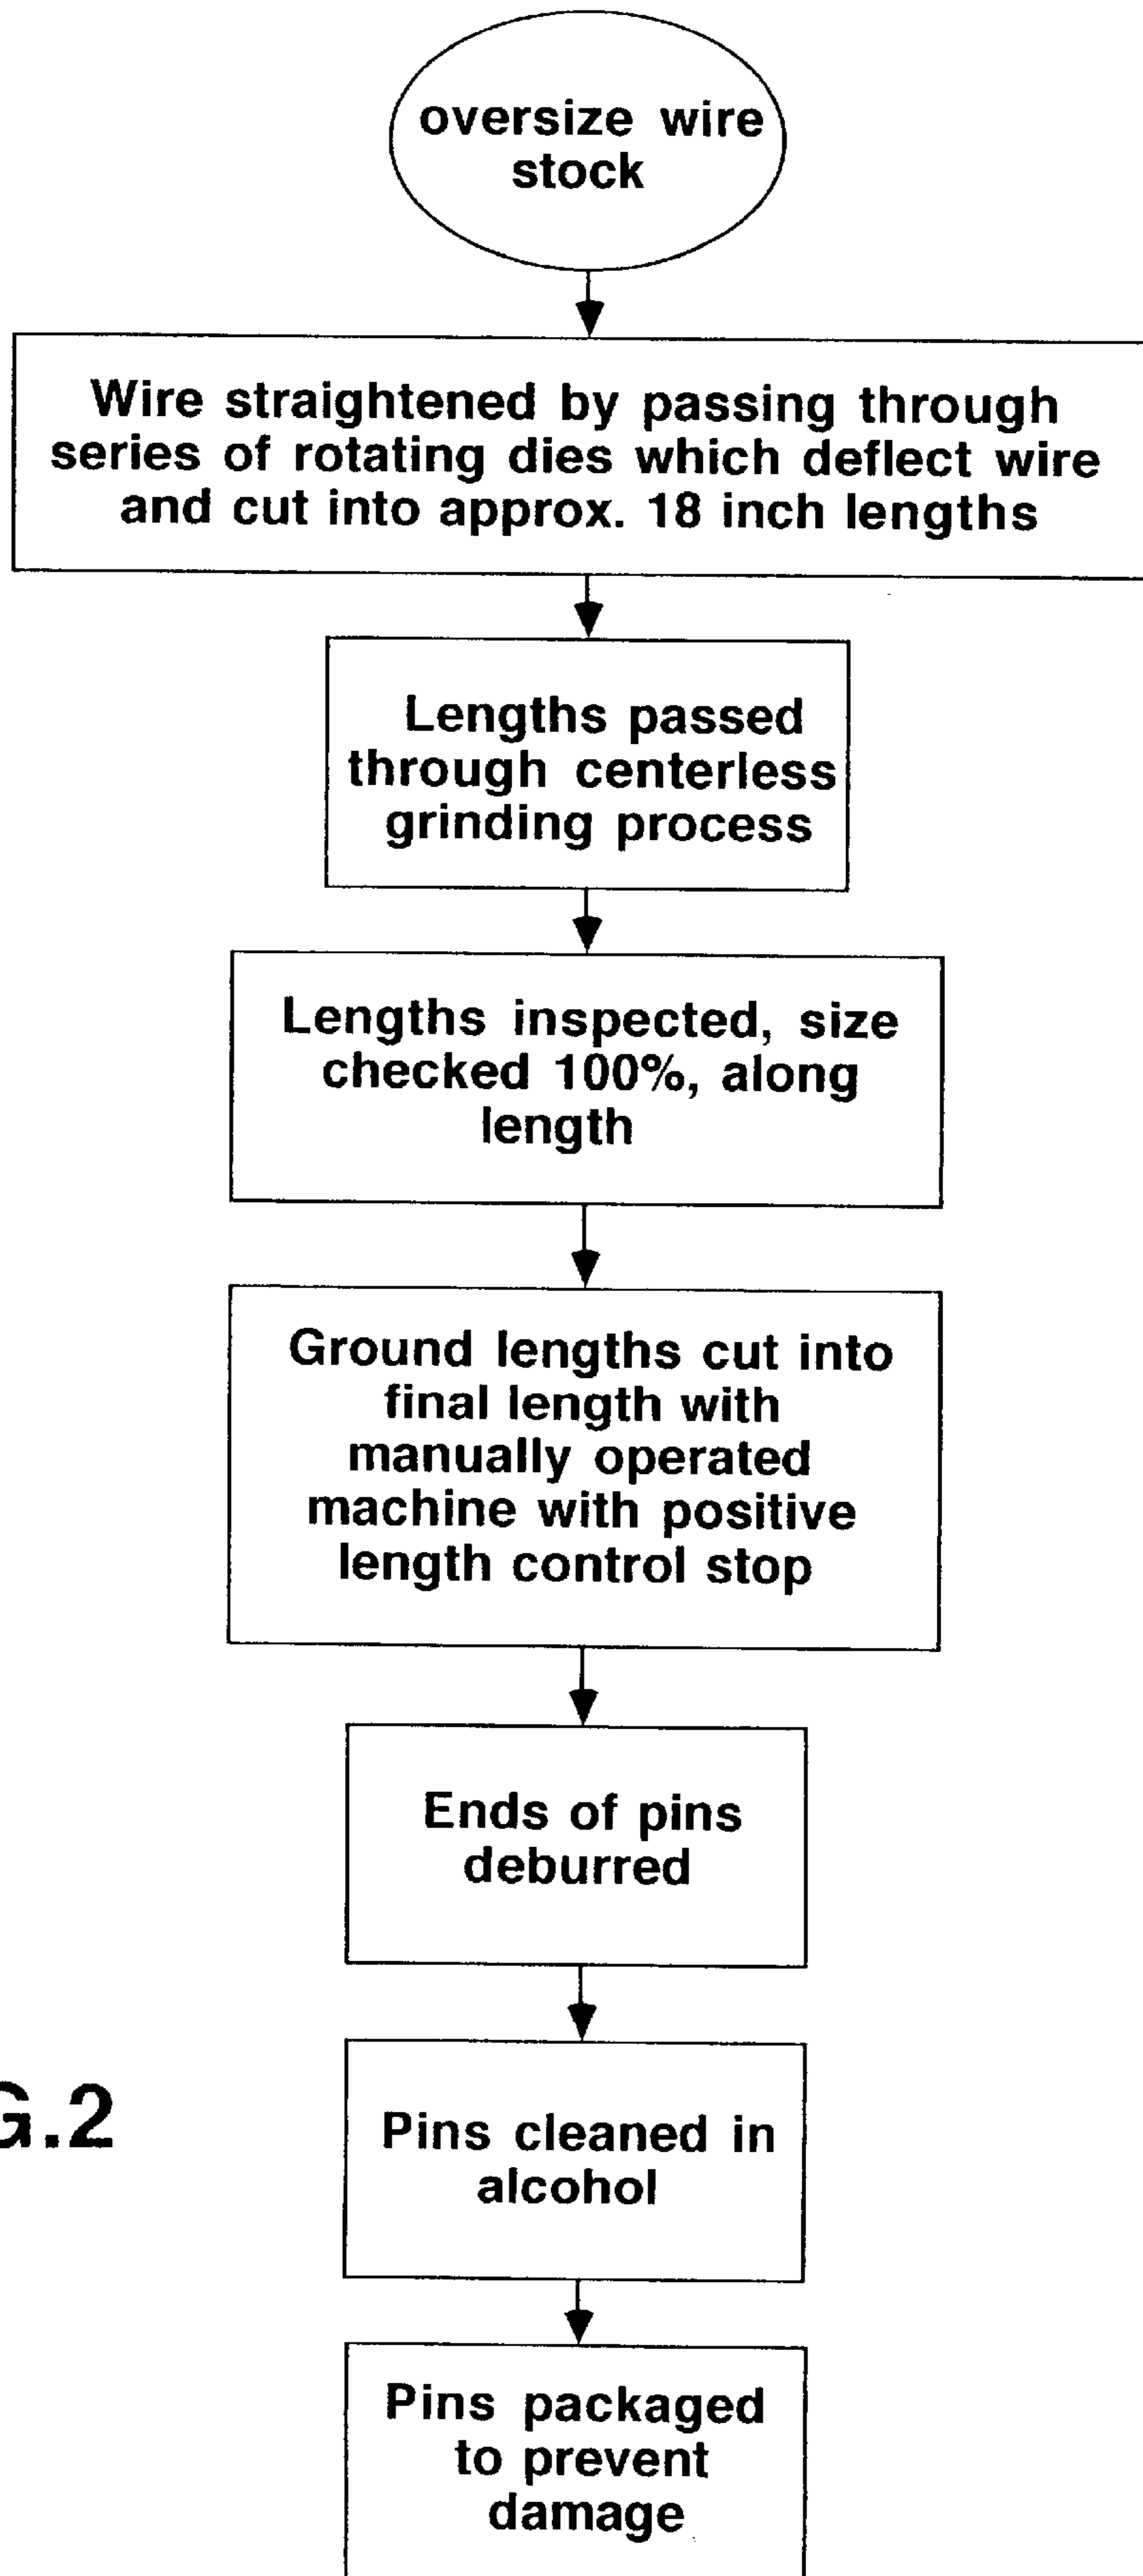 oversize wire
stock
Wire straightened by passing through
series of rotating dies which deflect wire
and cut into approx. 18 inch lengths
Lengths passed
through centerless
grinding process
Lengths inspected, size
checked 100%, along
length
Ground lengths cut into
final length with
manually operated
machine with positive
length control stop
Ends of pins
deburred
G.2
Pins cleaned in
alcohol
Pins packaged
to prevent
damage